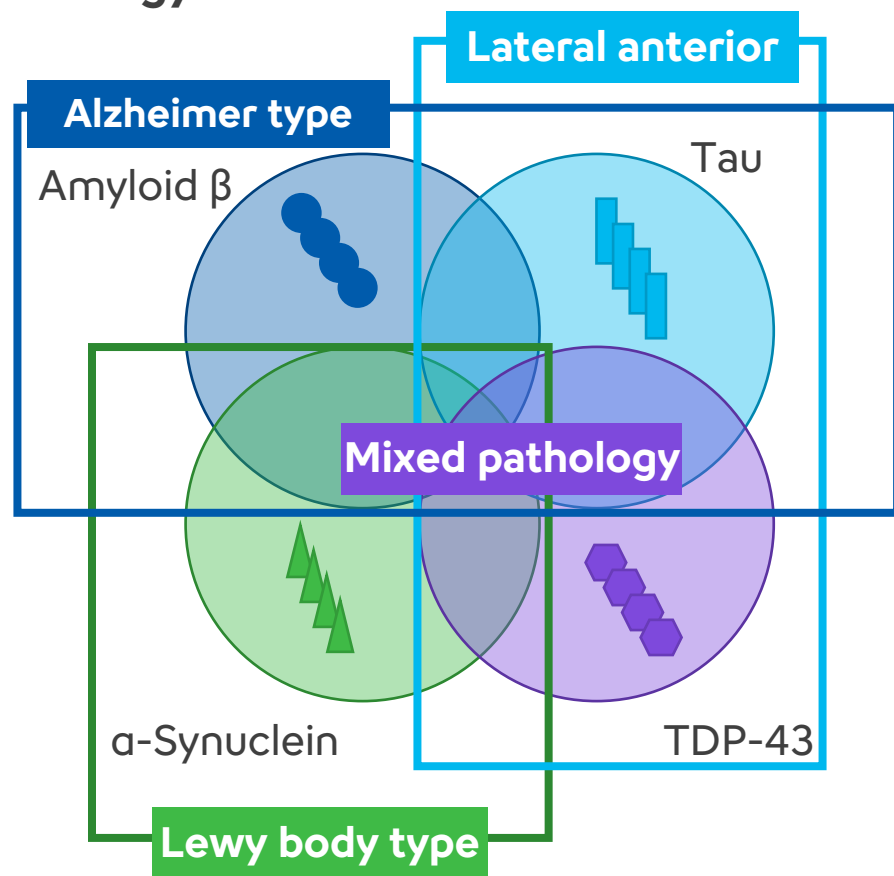 Lateral anterior
Alzheimer type
Tau
Amyloid β
Mixed pathology
α-Synuclein
TDP-43
Lewy body type